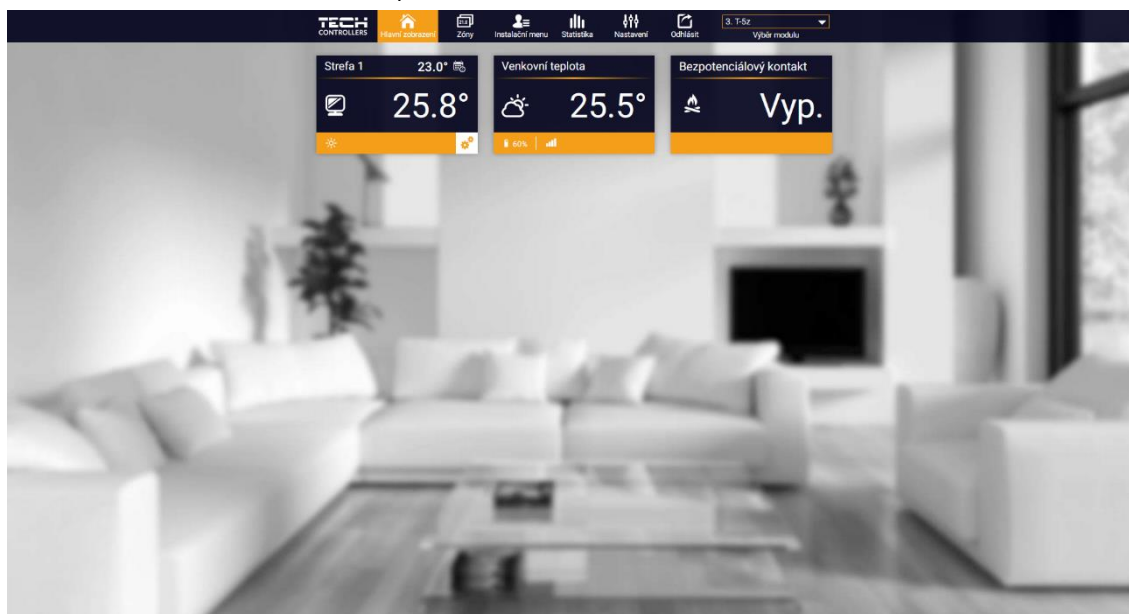 TECH
CONTROLLERS
Hlavní zobrazení
Zóny
Instalační menu
Statistika
Nastavení
Odhlásit
3. T-5z
Výběr modulu
Strefa 1 23.0°
25.8°
Venkovní teplota
25.5°
60%
Bezpotenciálový kontakt
Vyp.